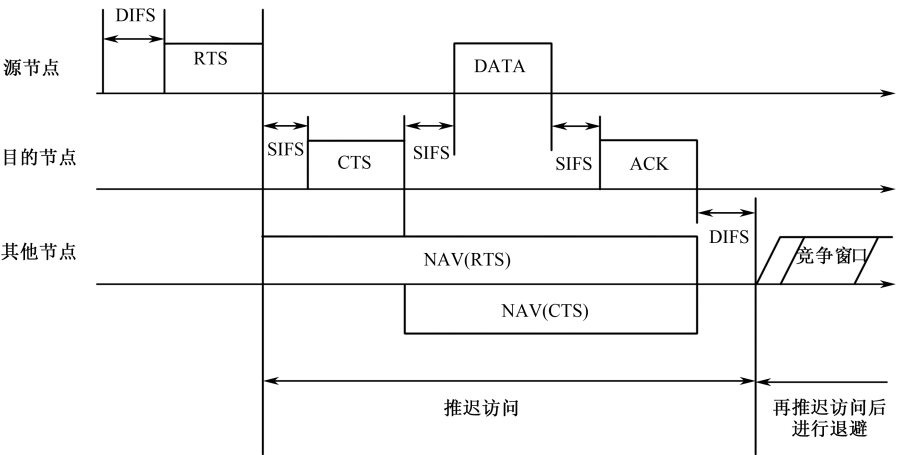 DIFS
源节点
RTS
DATA
SIFS
SIFS
SIFS
目的节点
CTS
ACK
DIFS
其他节点
NAV(RTS)
竞争窗口
NAV(CTS)
推迟访问
再推迟访问后
进行退避